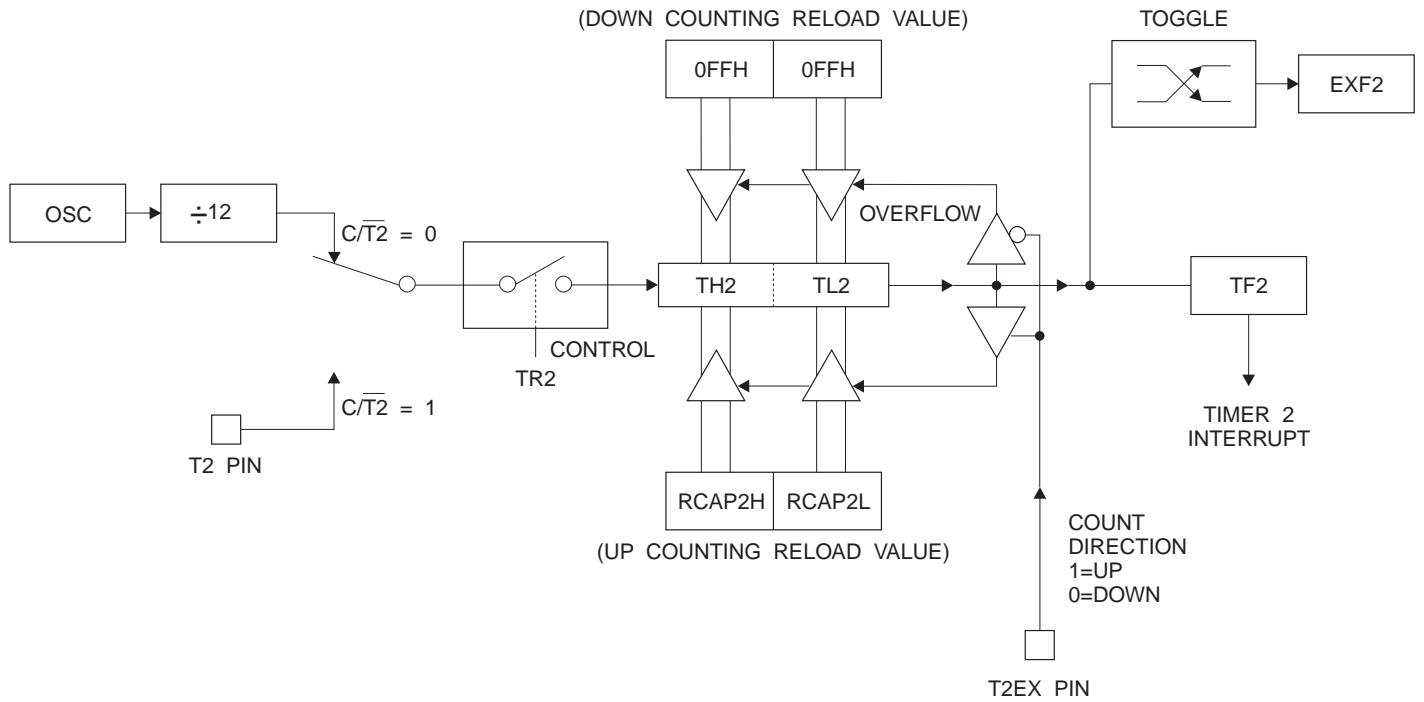 (DOWN COUNTING RELOAD VALUE)
TOGGLE
0FFH 0FFH
EXF2
OSC
÷12
OVERFLOW
C/T2̅ = 0
TH2 TL2
TF2
CONTROL
TR2
C/T2̅ = 1
T2 PIN
TIMER 2
INTERRUPT
RCAP2H RCAP2L
(UP COUNTING RELOAD VALUE)
COUNT
DIRECTION
1=UP
0=DOWN
T2EX PIN